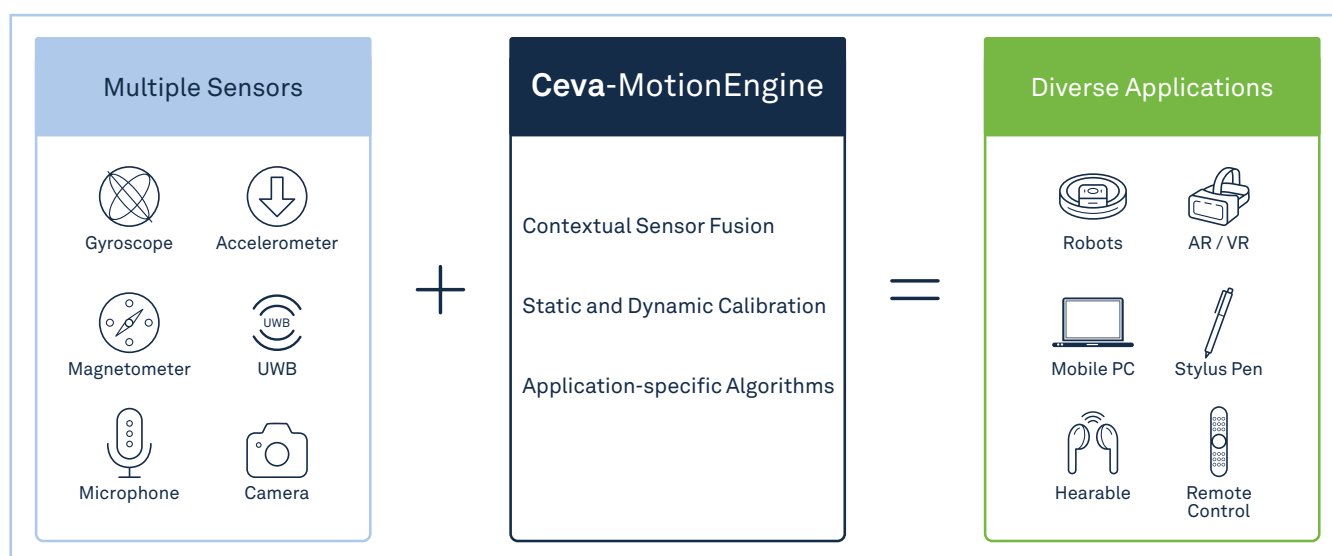 Multiple Sensors
Gyroscope
Accelerometer
Magnetometer
UWB
UWB
Microphone
Camera
+
Ceva-MotionEngine
Contextual Sensor Fusion
Static and Dynamic Calibration
Application-specific Algorithms
=
Diverse Applications
Robots
AR / VR
Mobile PC
Stylus Pen
Hearable
Remote
Control